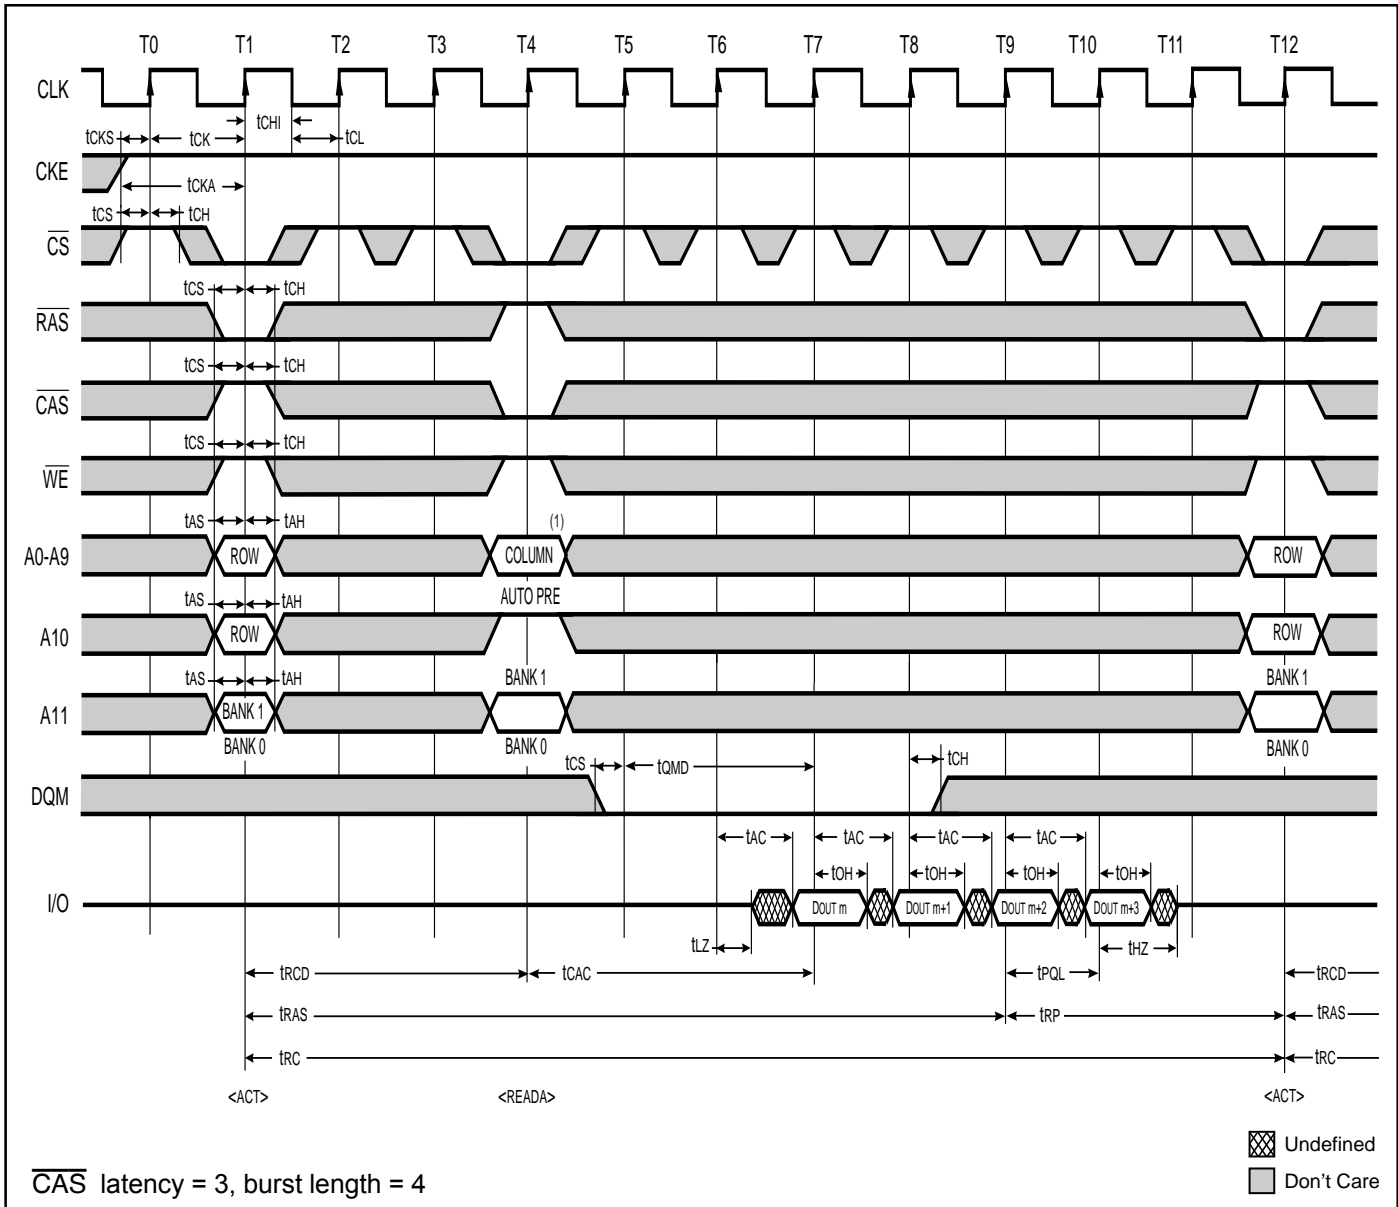 T0 T1 T2 T3 T4 T5 T6 T7 T8 T9 T10 T11 T12
CLK
tCHI
tCKS tCK tCL
CKE
tCKA
tCS tCH
CS
tCS tCH
RAS
tCS tCH
CAS
tCS tCH
WE
tAS tAH (1)
A0-A9 ROW COLUMN ROW
tAS tAH AUTO PRE
A10 ROW ROW
tAS tAH BANK 1 BANK 1
A11 BANK 1
BANK 0 BANK 0 BANK 0
tCS tQMD tCH
DQM
tAC tAC tAC tAC
tOH tOH tOH tOH
I/O DOUT m DOUT m+1 DOUT m+2 DOUT m+3
tLZ tHZ
tRCD tCAC tPQL tRCD
tRAS tRP tRAS
tRC tRC
<ACT> <READA> <ACT>
Undefined
CAS latency = 3, burst length = 4
Don't Care